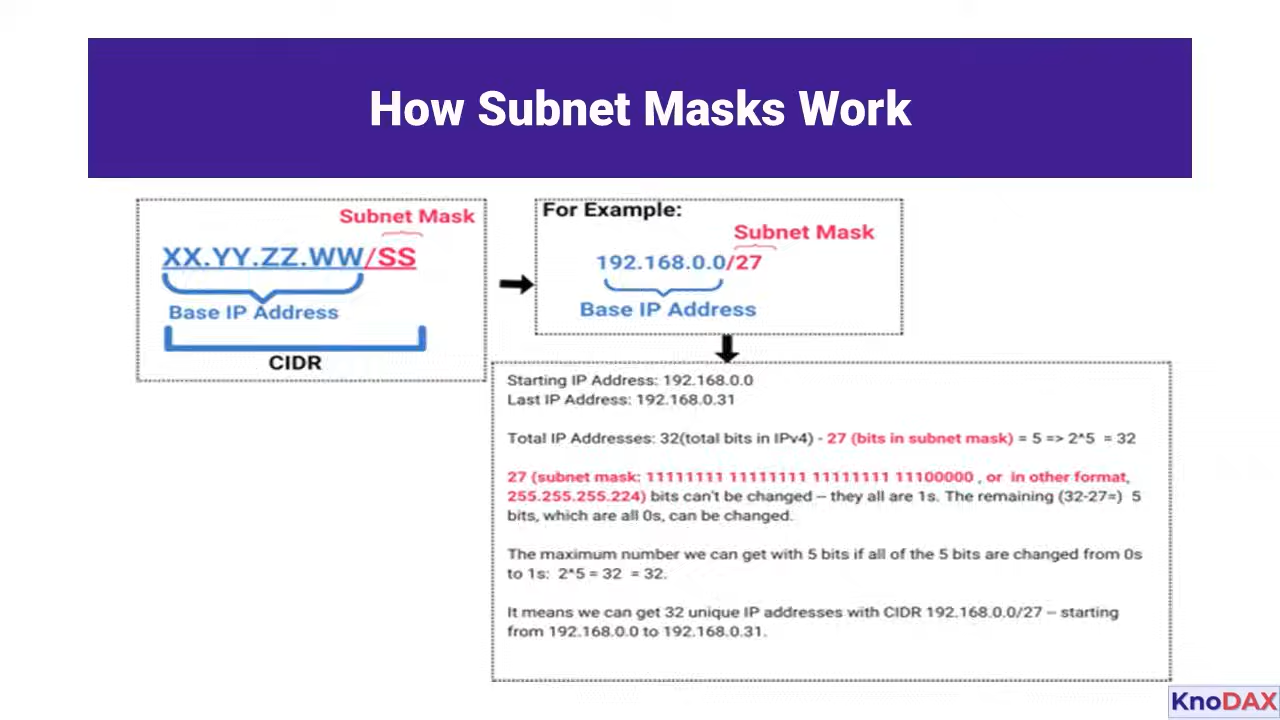 How Subnet Masks Work
Subnet Mask
XX.YY.ZZ.WW/SS
Base IP Address
CIDR
For Example:
Subnet Mask
192.168.0.0/27
Base IP Address
Starting IP Address: 192.168.0.0
Last IP Address: 192.168.0.31
Total IP Addresses: 32(total bits in IPv4) - 27 (bits in subnet mask) = 5 => 2^5 = 32
27 (subnet mask: 11111111 11111111 11111111 11100000 , or in other format,
255.255.255.224) bits can't be changed – they all are 1s. The remaining (32-27=) 5
bits, which are all 0s, can be changed.
The maximum number we can get with 5 bits if all of the 5 bits are changed from 0s
to 1s: 2^5 = 32 = 32.
It means we can get 32 unique IP addresses with CIDR 192.168.0.0/27 – starting
from 192.168.0.0 to 192.168.0.31.
KnoDAX